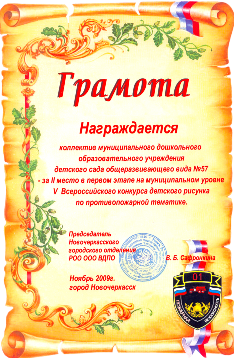 Грамота
Награждается
коллектив муниципального дошкольного
образовательного учреждения
детского сада общеразвивающего вида №57
- за II место в первом этапе на муниципальном уровне
V Всероссийского конкурса детского рисунка
по противопожарной тематике.
Председатель
Новочеркасского
городского отделения
РОО ООО ВДПО
В. Б. Сафронкина
Ноябрь 2009г.
город Новочеркасск
01